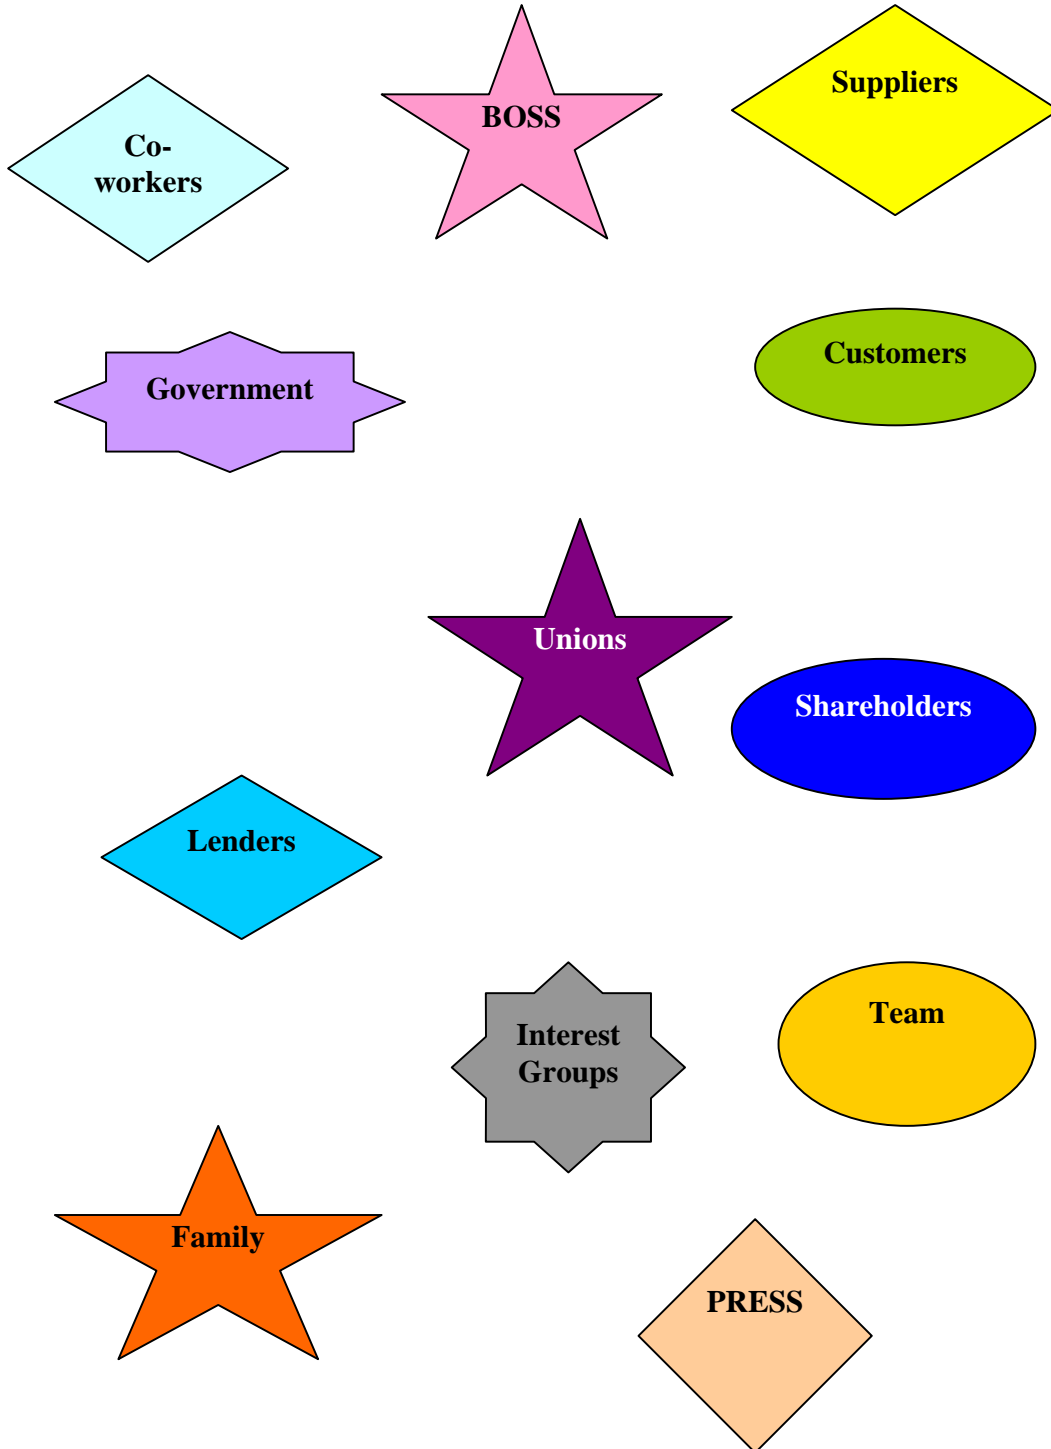 BOSS
Suppliers
Co-
workers
Government
Customers
Unions
Shareholders
Lenders
Interest
Groups
Team
Family
PRESS